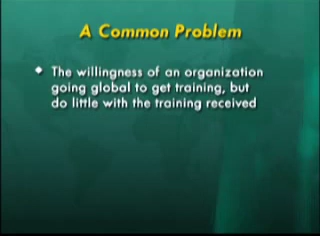 A Common Problem
The willingness of an organization
going global to get training, but
do little with the training received